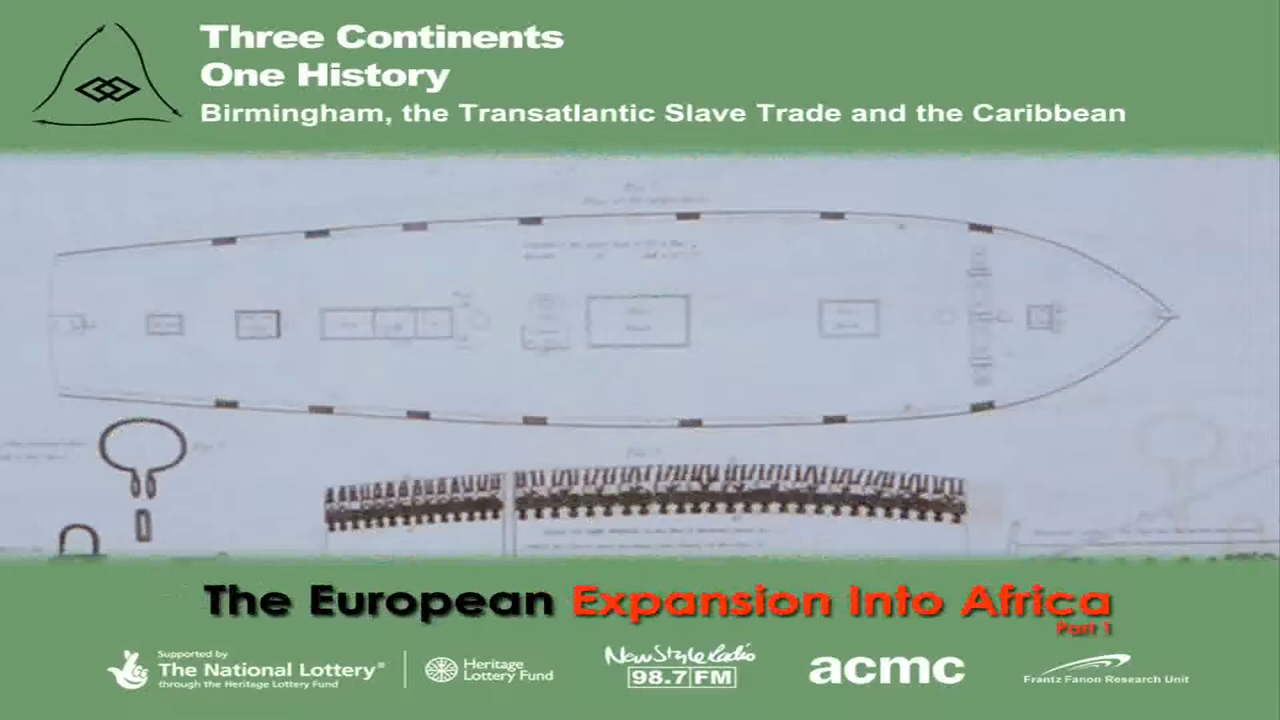 Three Continents
One History
Birmingham, the Transatlantic Slave Trade and the Caribbean
The European Expansion Into Africa
Part 1
Supported by
The National Lottery®
through the Heritage Lottery Fund
Heritage
Lottery Fund
New Style Radio
98.7 FM
acmc
Frantz Fanon Research Unit